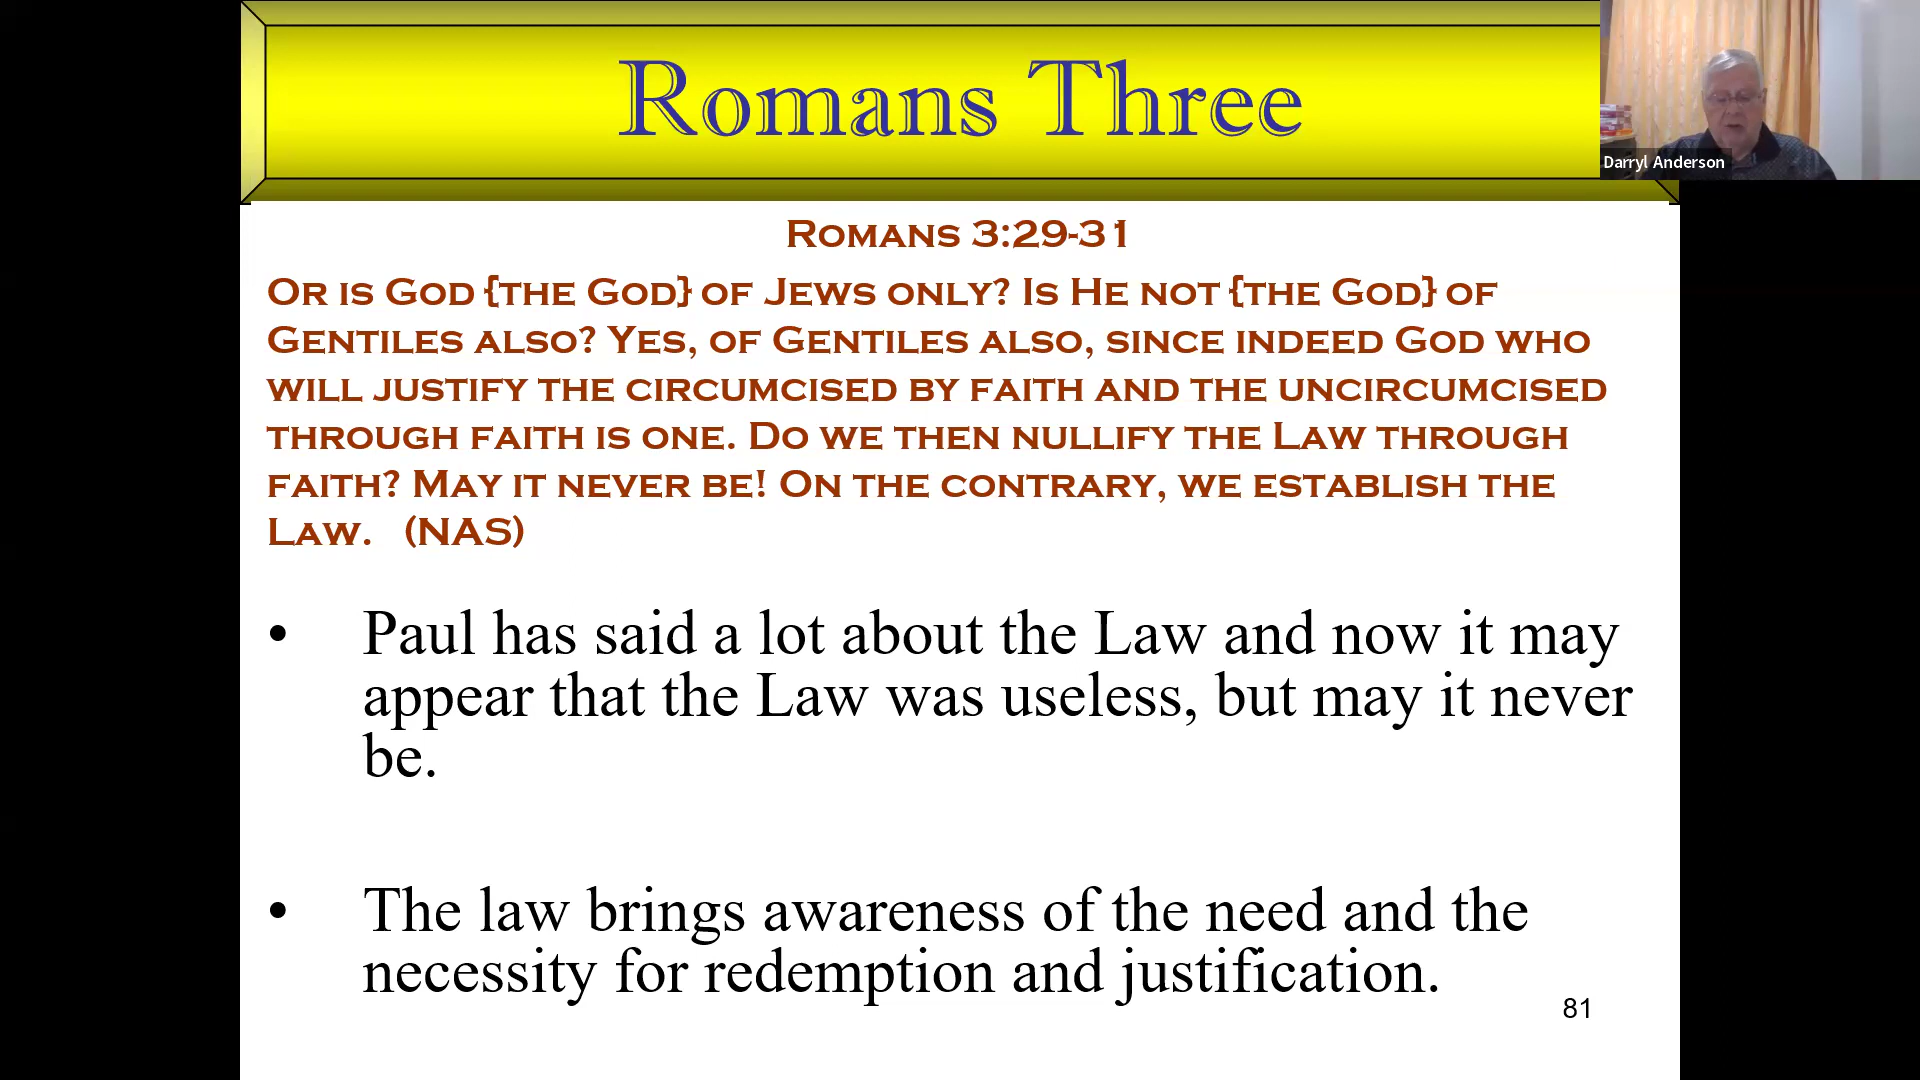 Romans Three
Darryl Anderson
Romans 3:29-31
Or is God {the God} of Jews only? Is He not {the God} of
Gentiles also? Yes, of Gentiles also, since indeed God who
will justify the circumcised by faith and the uncircumcised
through faith is one. Do we then nullify the Law through
faith? May it never be! On the contrary, we establish the
Law. (NAS)
• Paul has said a lot about the Law and now it may
appear that the Law was useless, but may it never
be.
• The law brings awareness of the need and the
necessity for redemption and justification.
81